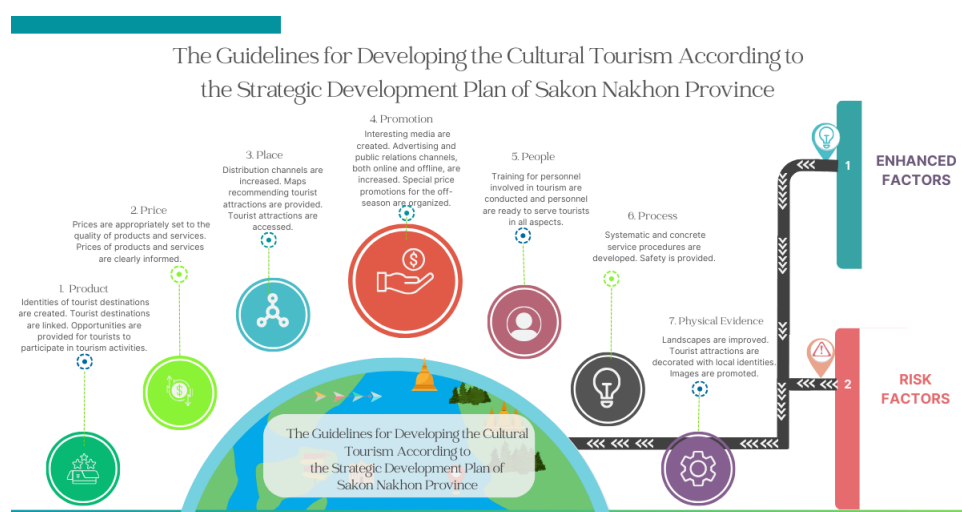 The Guidelines for Developing the Cultural Tourism According to
the Strategic Development Plan of Sakon Nakhon Province
1. Product
Identities of tourist destinations
are created. Tourist destinations
are linked. Opportunities are
provided for tourists to
participate in tourism activities.
2. Price
Prices are appropriately set to the
quality of products and services.
Prices of products and services
are clearly informed.
3. Place
Distribution channels are
increased. Maps
recommending tourist
attractions are provided.
Tourist attractions are
accessed.
4. Promotion
Interesting media are
created. Advertising and
public relations channels,
both online and offline, are
increased. Special price
promotions for the off-
season are organized.
5. People
Training for personnel
involved in tourism are
conducted and personnel
are ready to serve tourists
in all aspects.
6. Process
Systematic and concrete
service procedures are
developed. Safety is provided.
7. Physical Evidence
Landscapes are improved.
Tourist attractions are
decorated with local identities.
Images are promoted.
1
ENHANCED
FACTORS
2
RISK
FACTORS
The Guidelines for Developing the Cultural
Tourism According to
the Strategic Development Plan of
Sakon Nakhon Province